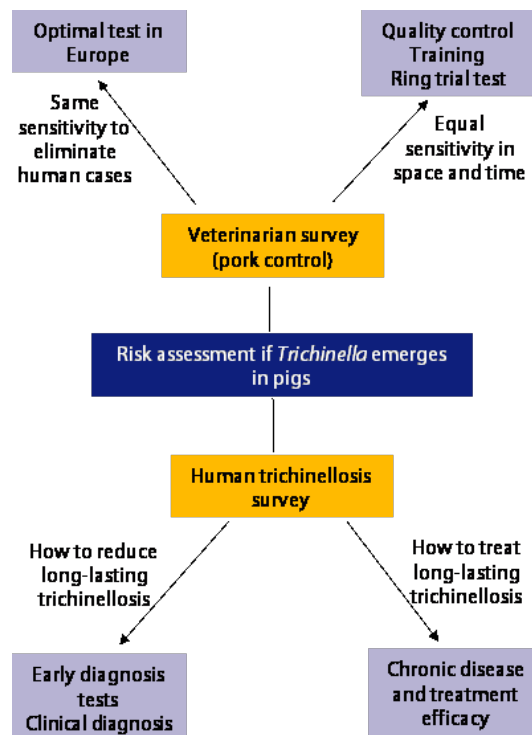 Optimal test in
Europe
Quality control
Training
Ring trial test
Same
sensitivity to
eliminate
human cases
Equal
sensitivity in
space and time
Veterinarian survey
(pork control)
Risk assessment if Trichinella emerges
in pigs
Human trichinellosis
survey
How to reduce
long-lasting
trichinellosis
How to treat
long-lasting
trichinellosis
Early diagnosis
tests
Clinical diagnosis
Chronic disease
and treatment
efficacy